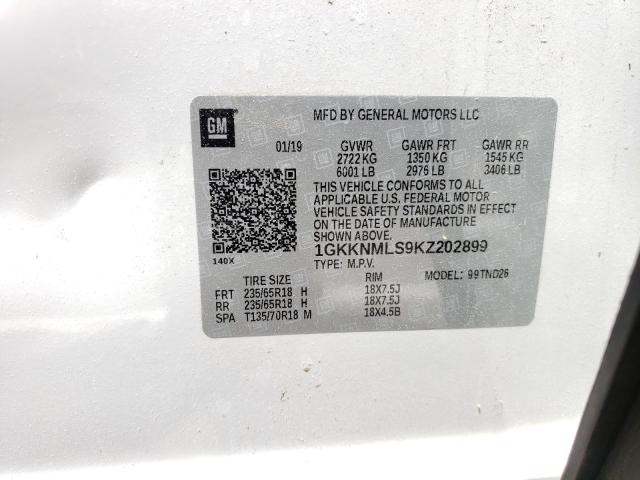 GM
MFD BY GENERAL MOTORS LLC
01/19 GVWR GAWR FRT GAWR RR
2722 KG 1350 KG 1545 KG
6001 LB 2976 LB 3406 LB
THIS VEHICLE CONFORMS TO ALL
APPLICABLE U.S. FEDERAL MOTOR
VEHICLE SAFETY STANDARDS IN EFFECT
ON THE DATE OF MANUFACTURE
SHOWN ABOVE.
1GKKNMLS9KZ202899
140X
TYPE: M.P.V. MODEL: 99TND26
TIRE SIZE RIM
FRT 235/65R18 H 18X7.5J
RR 235/65R18 H 18X7.5J
SPA T135/70R18 M 18X4.5B